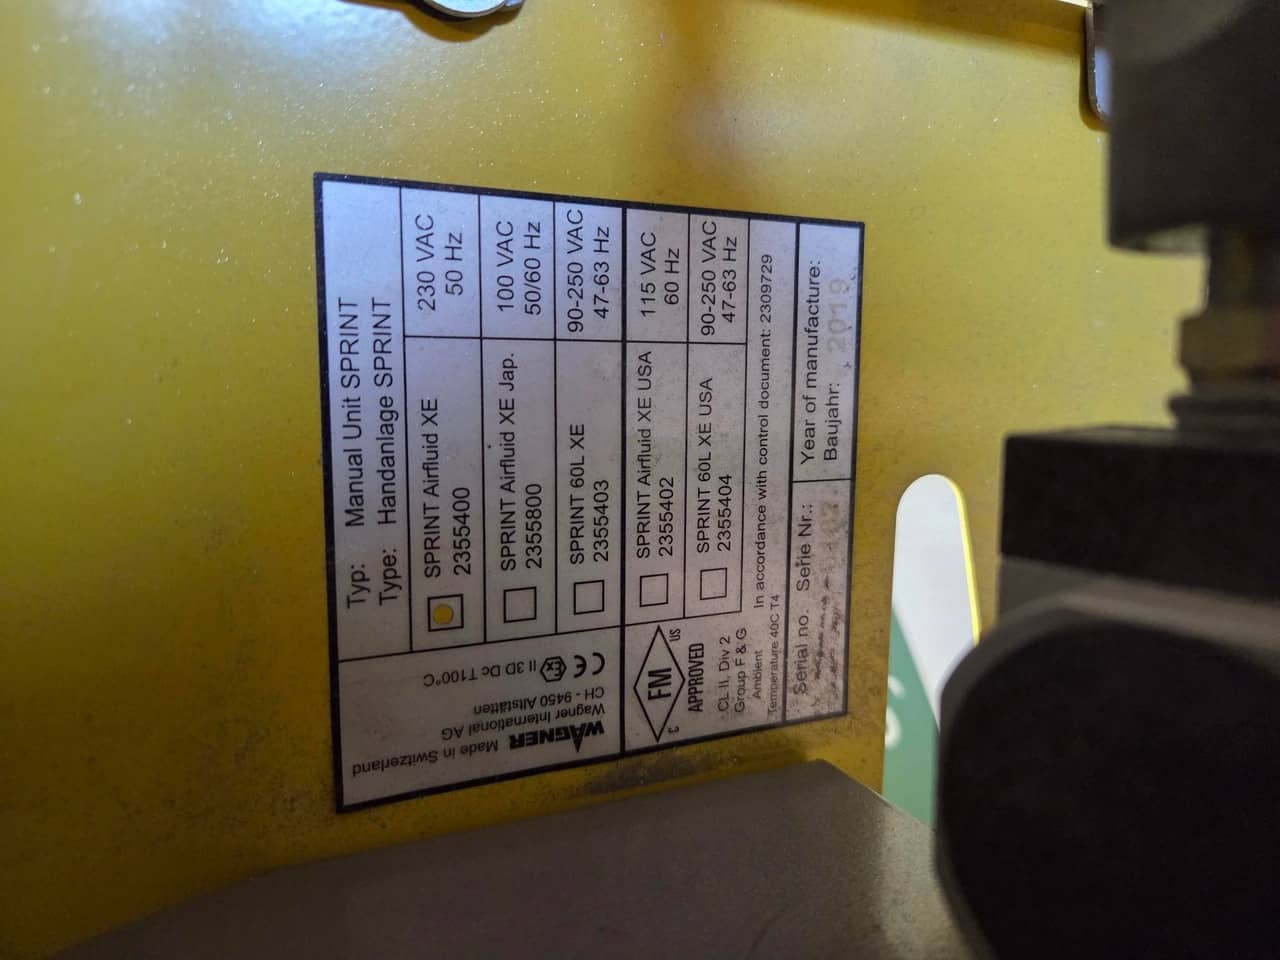 Typ: Manual Unit SPRINT
Type: Handanlage SPRINT
SPRINT Airfluid XE
2355400
230 VAC
50 Hz
SPRINT Airfluid XE Jap.
2355800
100 VAC
50/60 Hz
SPRINT 60L XE
2355403
90-250 VAC
47-63 Hz
SPRINT Airfluid XE USA
2355402
115 VAC
60 Hz
SPRINT 60L XE USA
2355404
90-250 VAC
47-63 Hz
WAGNER Made in Switzerland
Wagner International AG
CH - 9450 Altstätten
CE Ex II 3D Dc T100°C
FM
C US
APPROVED
CL II, Div 2
Group F & G
Ambient
Temperature 40C T4
In accordance with control document: 2309729
Serial no. Serie Nr.:
Year of manufacture:
Baujahr: 2019